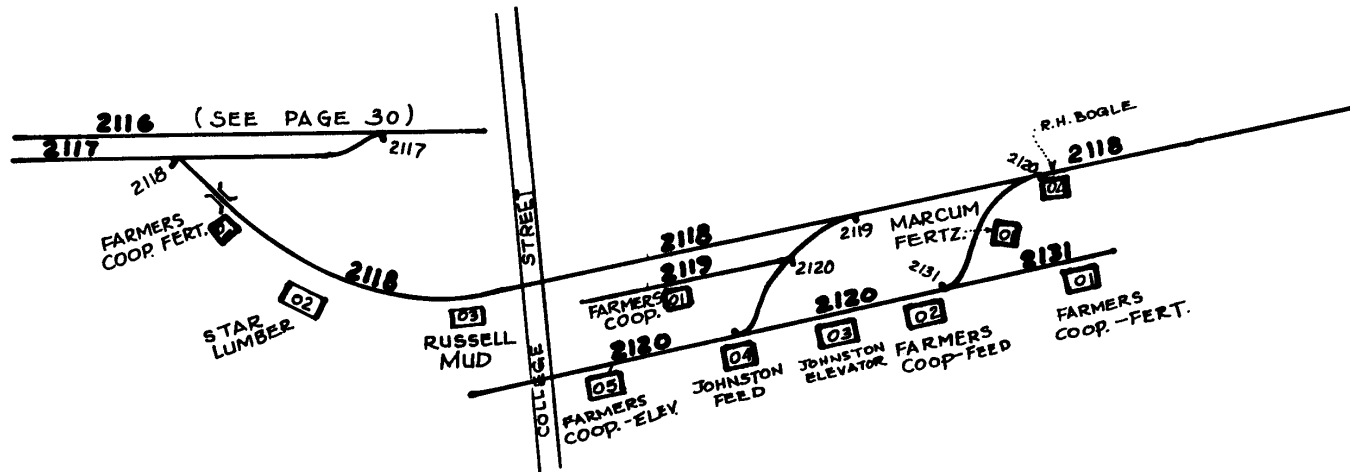 2116 (SEE PAGE 30)
2117
2117
2118
FARMERS
COOP. FERT.
2118
02
STAR
LUMBER
03
RUSSELL
MUD
COLLEGE STREET
2118
2119
FARMERS
COOP.
01
2120
2119
2120
05
FARMERS
COOP.-ELEV.
04
JOHNSTON
FEED
2120
03
JOHNSTON
ELEVATOR
2131
02
FARMERS
COOP-FEED
MARCUM
FERTZ.
01
2120
R.H. BOGLE
2118
2131
01
FARMERS
COOP.-FERT.